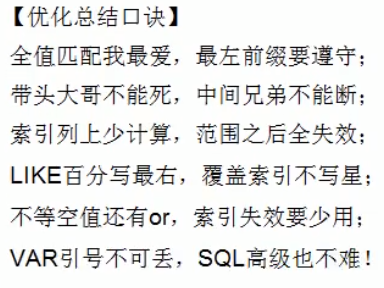 【优化总结口诀】
全值匹配我最爱，最左前缀要遵守；
带头大哥不能死，中间兄弟不能断；
索引列上少计算，范围之后全失效；
LIKE百分写最右，覆盖索引不写星；
不等空值还有or，索引失效要少用；
VAR引号不可丢，SQL高级也不难！